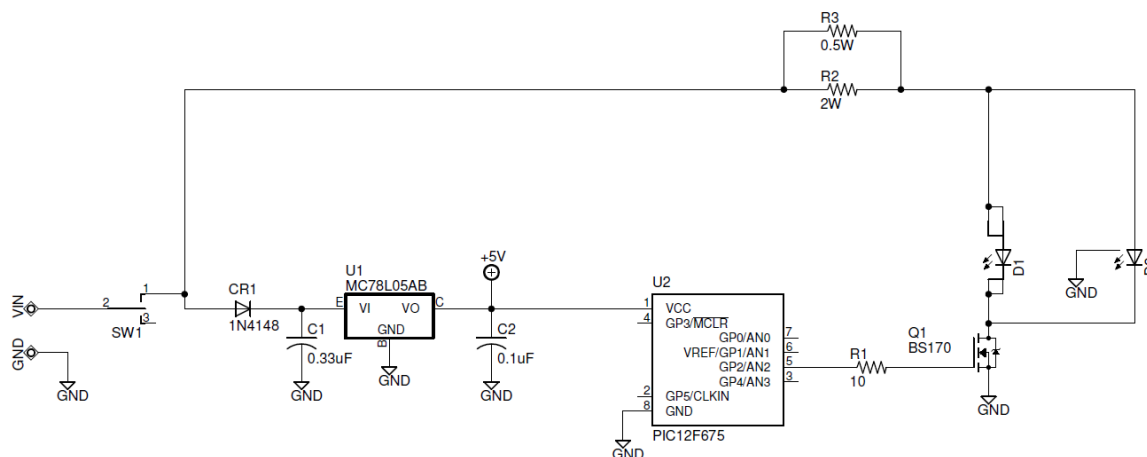 R3
0.5W
R2
2W
+5V
U1
MC78L05AB
U2
CR1
1N4148
VIN
2
1
3
SW1
GND
GND
C1
0.33uF
GND
E
VI
VO
C
GND
B
GND
C2
0.1uF
GND
1
VCC
4
GP3/MCLR
GP0/AN0
7
VREF/GP1/AN1
6
GP2/AN2
5
GP4/AN3
3
2
GP5/CLKIN
8
GND
PIC12F675
GND
R1
10
Q1
BS170
GND
D1
GND